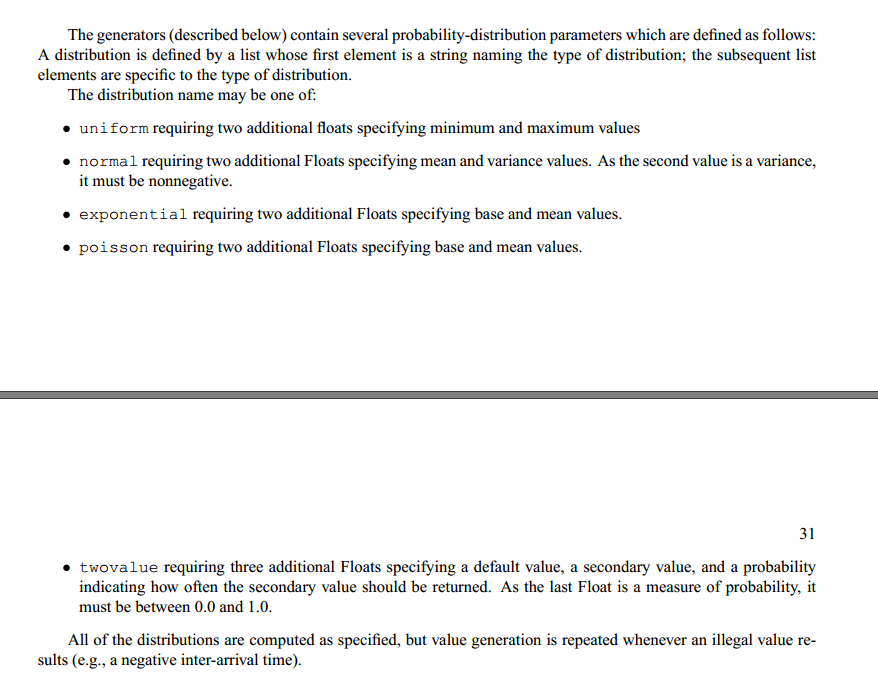 The generators (described below) contain several probability-distribution parameters which are defined as follows:
A distribution is defined by a list whose first element is a string naming the type of distribution; the subsequent list
elements are specific to the type of distribution.
The distribution name may be one of:
• uniform requiring two additional floats specifying minimum and maximum values
• normal requiring two additional Floats specifying mean and variance values. As the second value is a variance,
it must be nonnegative.
• exponential requiring two additional Floats specifying base and mean values.
• poisson requiring two additional Floats specifying base and mean values.
31
• twovalue requiring three additional Floats specifying a default value, a secondary value, and a probability
indicating how often the secondary value should be returned. As the last Float is a measure of probability, it
must be between 0.0 and 1.0.
All of the distributions are computed as specified, but value generation is repeated whenever an illegal value re-
sults (e.g., a negative inter-arrival time).